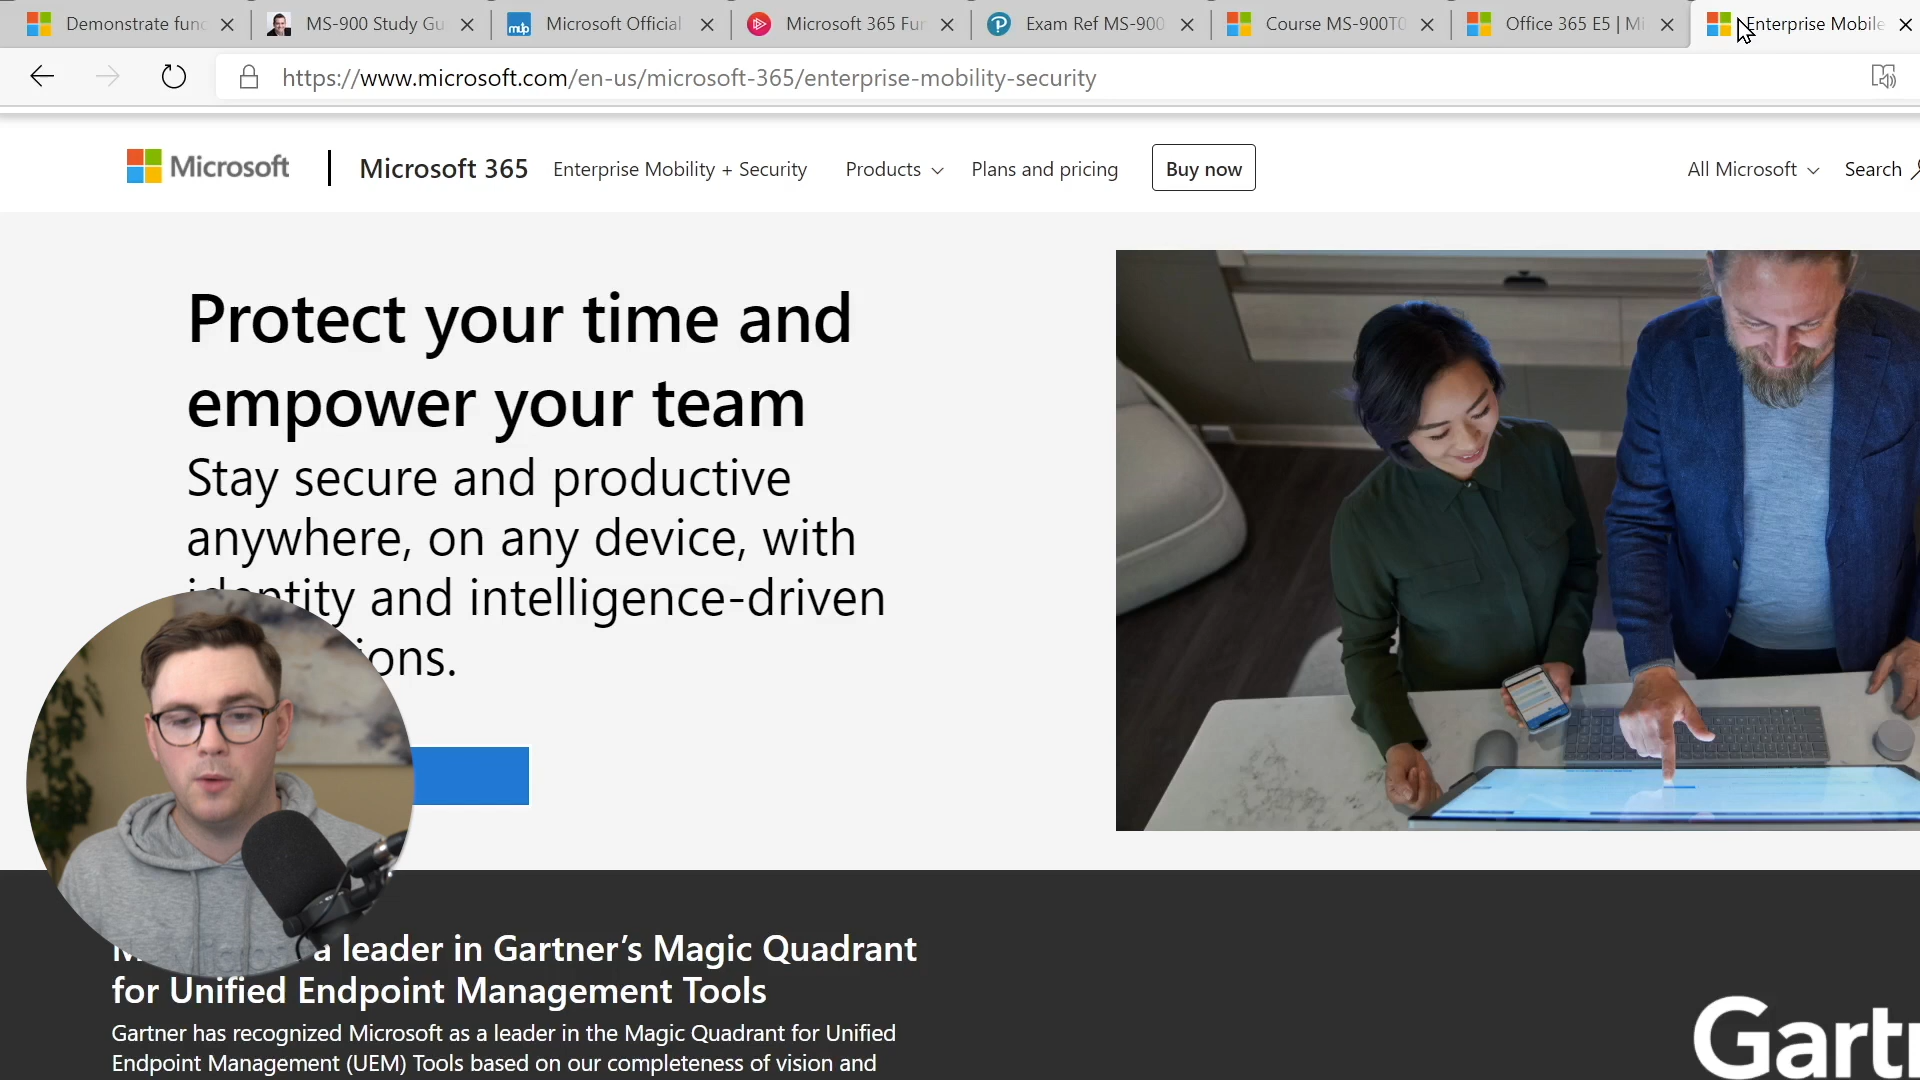 Demonstrate func
MS-900 Study Gu
Microsoft Official
Microsoft 365 Fur
Exam Ref MS-900
Course MS-900T0
Office 365 E5 | Mi
Enterprise Mobile
https://www.microsoft.com/en-us/microsoft-365/enterprise-mobility-security
Microsoft
Microsoft 365
Enterprise Mobility + Security
Products
Plans and pricing
Buy now
All Microsoft
Search
Protect your time and
empower your team
Stay secure and productive
anywhere, on any device, with
identity and intelligence-driven
ions.
a leader in Gartner’s Magic Quadrant
for Unified Endpoint Management Tools
Gartner has recognized Microsoft as a leader in the Magic Quadrant for Unified
Endpoint Management (UEM) Tools based on our completeness of vision and
Gartn